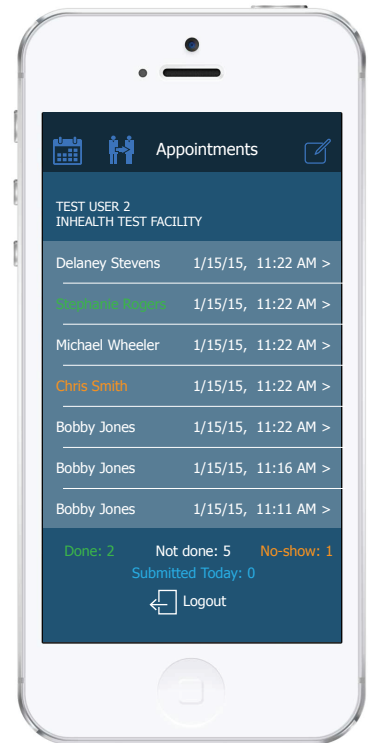 Appointments
TEST USER 2
INHEALTH TEST FACILITY
Delaney Stevens 1/15/15, 11:22 AM >
Stephanie Rogers 1/15/15, 11:22 AM >
Michael Wheeler 1/15/15, 11:22 AM >
Chris Smith 1/15/15, 11:22 AM >
Bobby Jones 1/15/15, 11:22 AM >
Bobby Jones 1/15/15, 11:16 AM >
Bobby Jones 1/15/15, 11:11 AM >
Done: 2 Not done: 5 No-show: 1
Submitted Today: 0
Logout